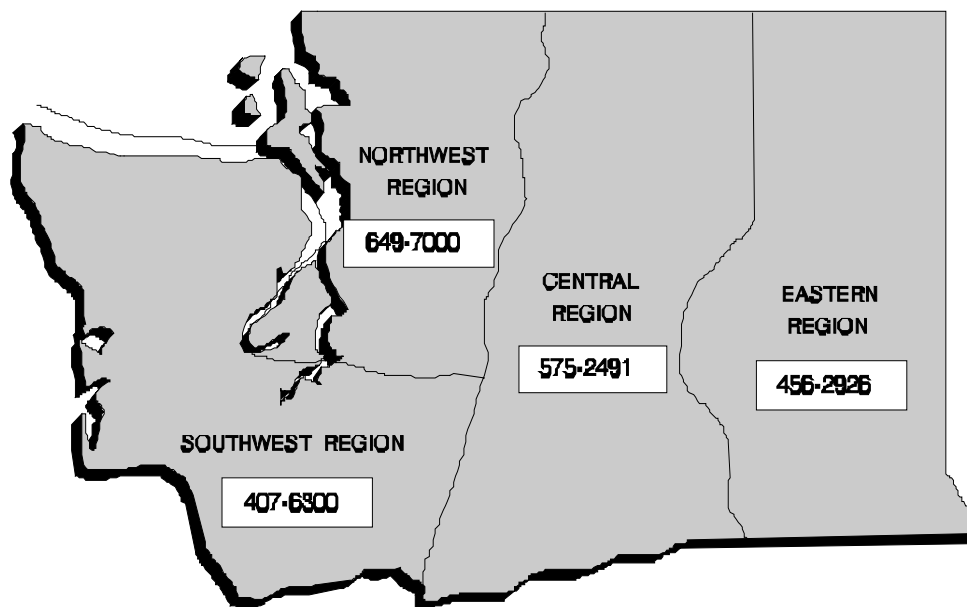 NORTHWEST
REGION
649-7000
CENTRAL
REGION
575-2491
EASTERN
REGION
456-2926
SOUTHWEST REGION
407-6300